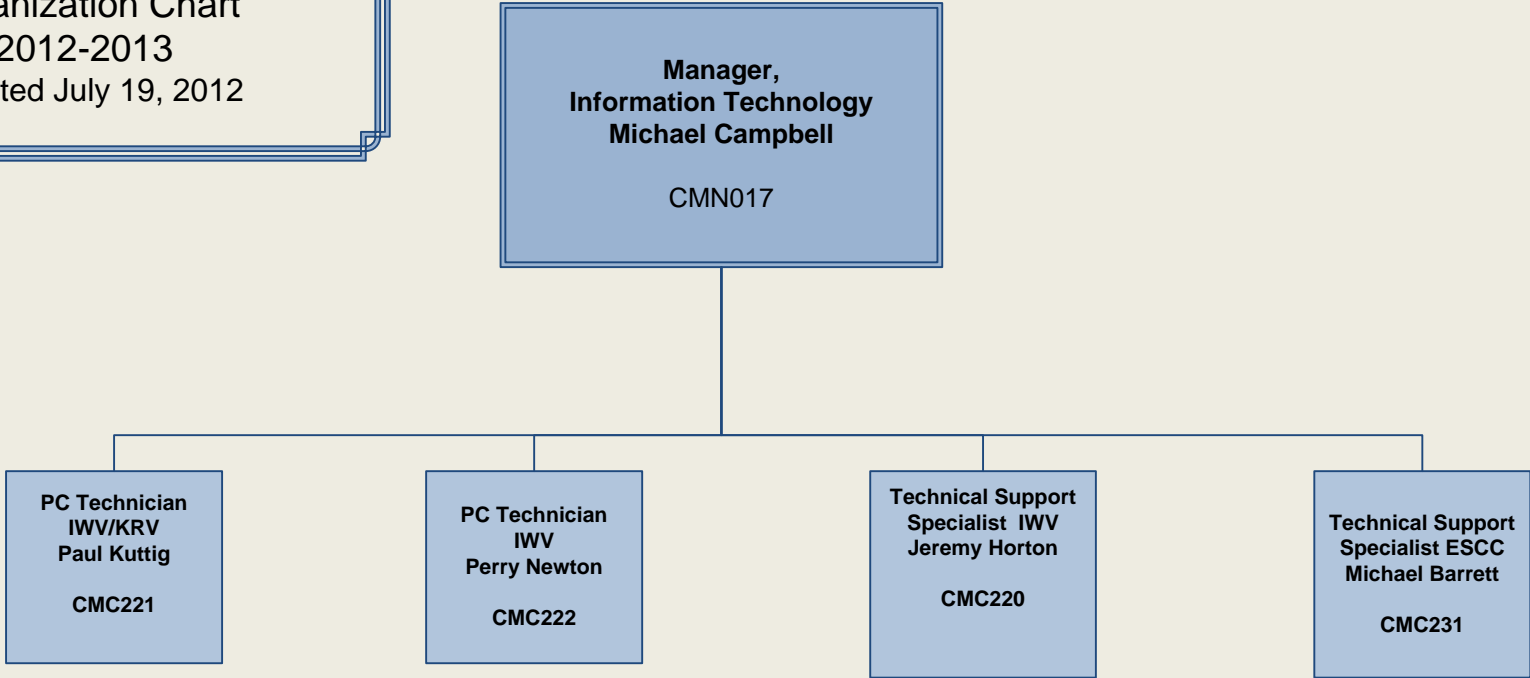 Chart
2012-2013
July 19, 2012
Manager,
Information Technology
Michael Campbell
CMN017
PC Technician
IWV/KRV
Paul Kuttig
CMC221
PC Technician
IWV
Perry Newton
CMC222
Technical Support
Specialist IWV
Jeremy Horton
CMC220
Technical Support
Specialist ESCC
Michael Barrett
CMC231